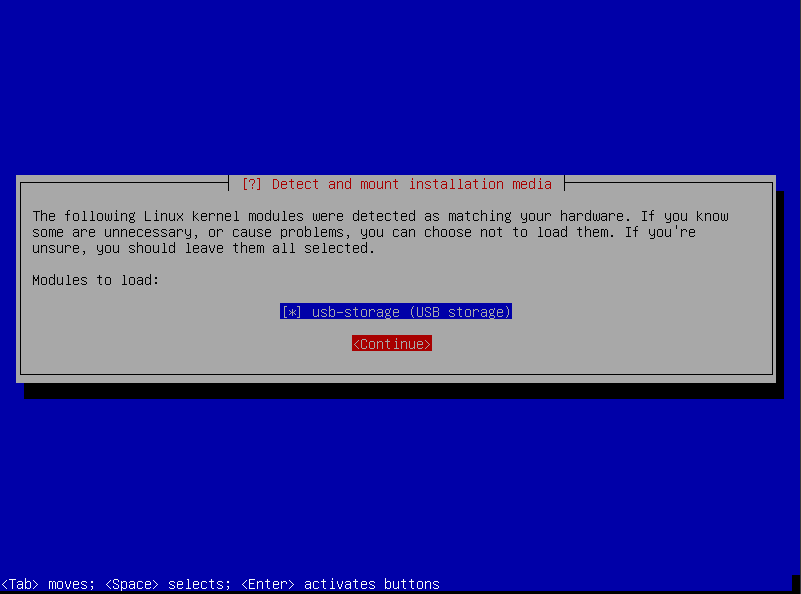 [?] Detect and mount installation media
The following Linux kernel modules were detected as matching your hardware. If you know
some are unnecessary, or cause problems, you can choose not to load them. If you're
unsure, you should leave them all selected.
Modules to load:
[*] usb-storage (USB storage)
<Continue>
<Tab> moves; <Space> selects; <Enter> activates buttons